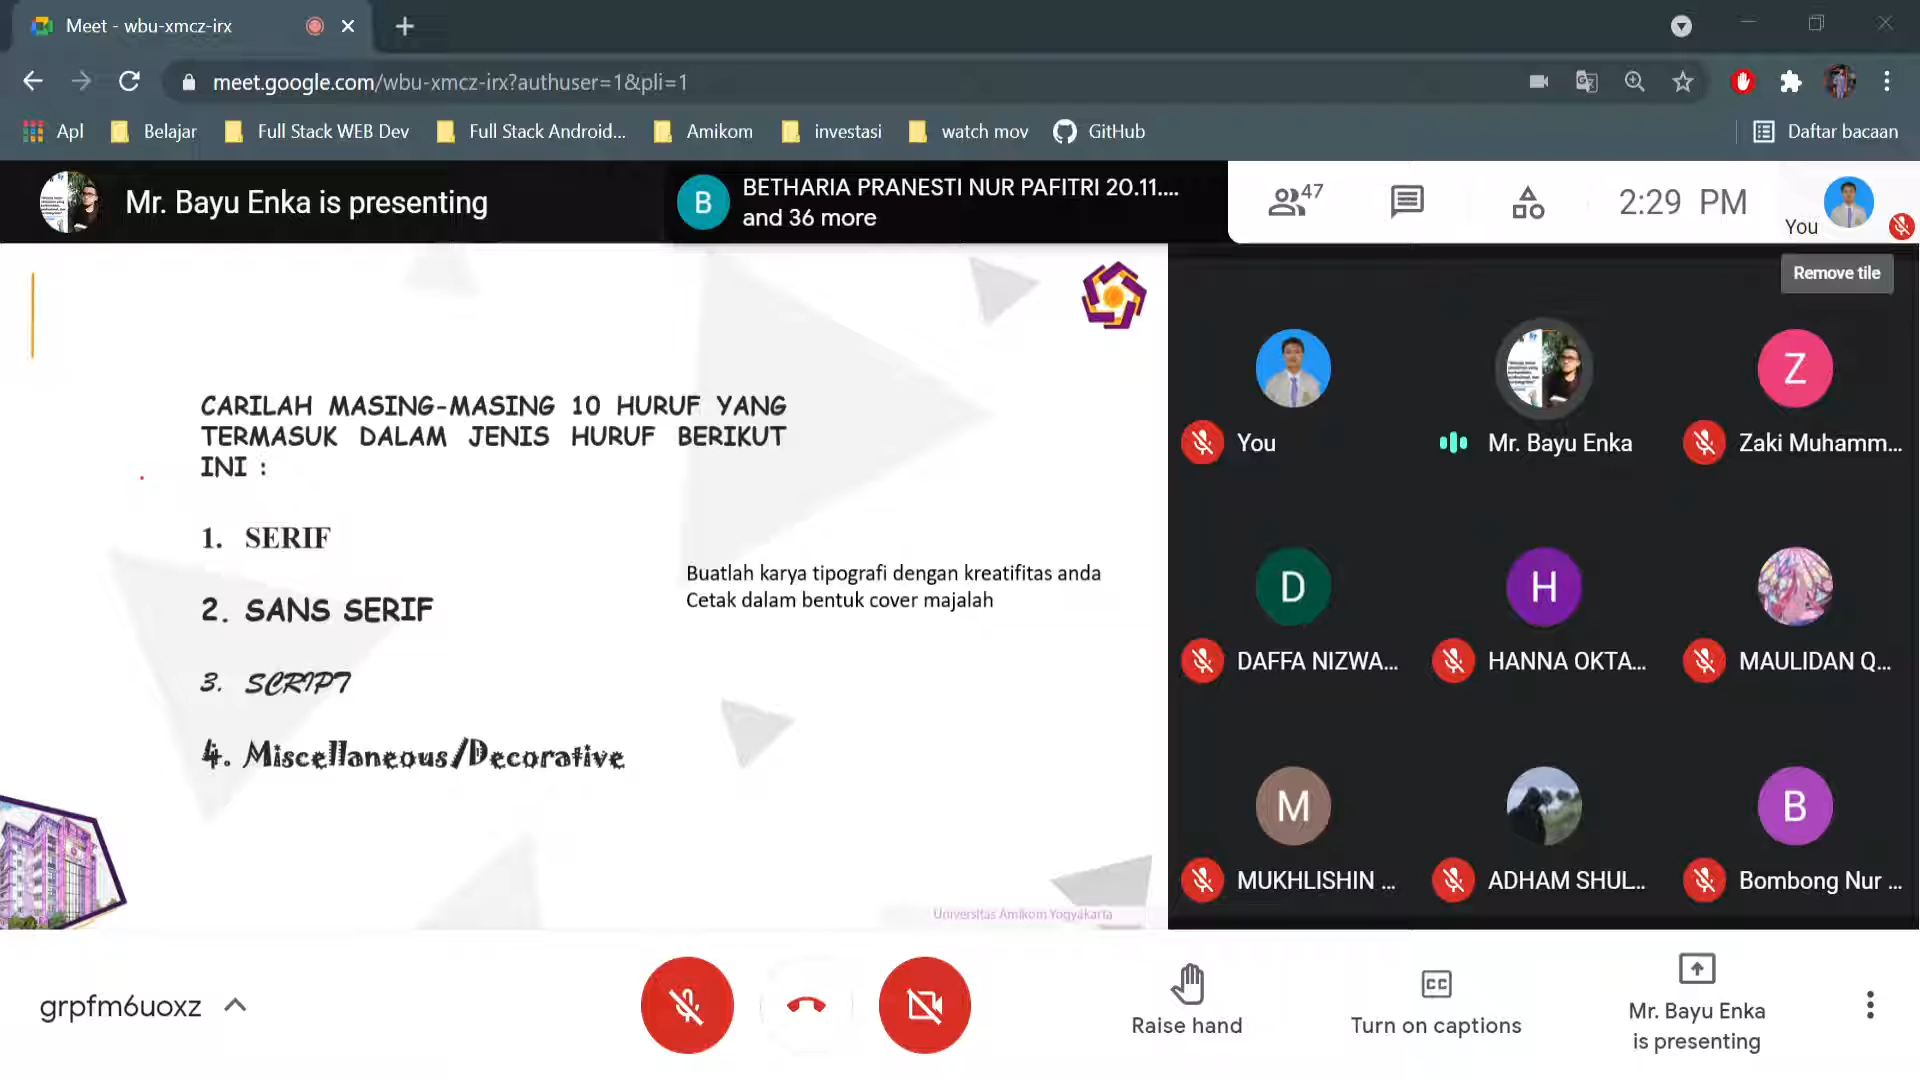 Meet - wbu-xmcz-irx
meet.google.com/wbu-xmcz-irx?authuser=1&pli=1
Apl Belajar Full Stack WEB Dev Full Stack Android... Amikom investasi watch mov GitHub Daftar bacaan
Mr. Bayu Enka is presenting
B
BETHARIA PRANESTI NUR PAFITRI 20.11....
and 36 more
47
2:29 PM
You
Remove tile
CARILAH MASING-MASING 10 HURUF YANG
TERMASUK DALAM JENIS HURUF BERIKUT
INI :
1. SERIF
2. SANS SERIF
3. SCRIPT
4. Miscellaneous/Decorative
Buatlah karya tipografi dengan kreatifitas anda
Cetak dalam bentuk cover majalah
Universitas Amikom Yogyakarta
You
Mr. Bayu Enka
Z
Zaki Muhamm...
D
DAFFA NIZWA...
H
HANNA OKTA...
MAULIDAN Q...
M
MUKHLISHIN ...
ADHAM SHUL...
B
Bombong Nur ...
grpfm6uoxz
Raise hand
CC
Turn on captions
Mr. Bayu Enka
is presenting